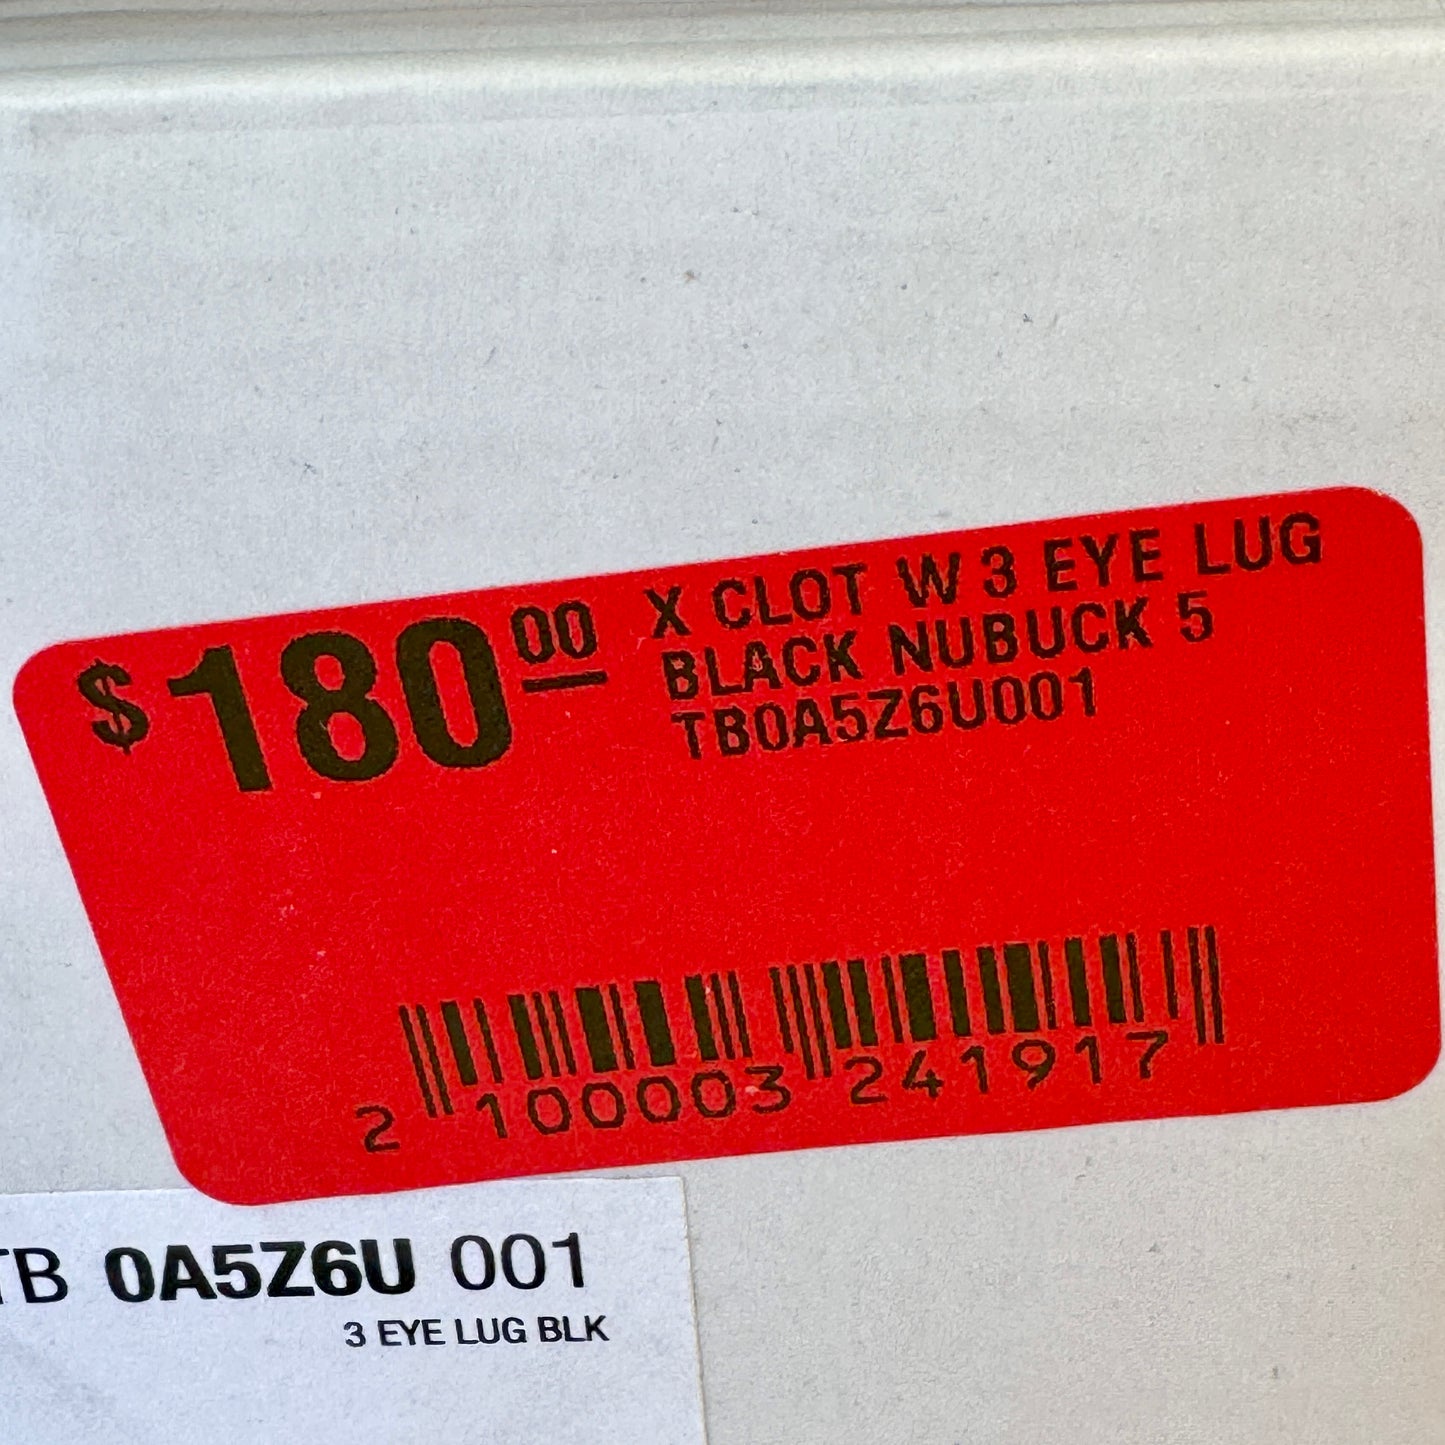 $180.00
X CLOT W 3 EYE LUG
BLACK NUBUCK 5
TB0A5Z6U001
2 100003 241917
TB 0A5Z6U 001
3 EYE LUG BLK